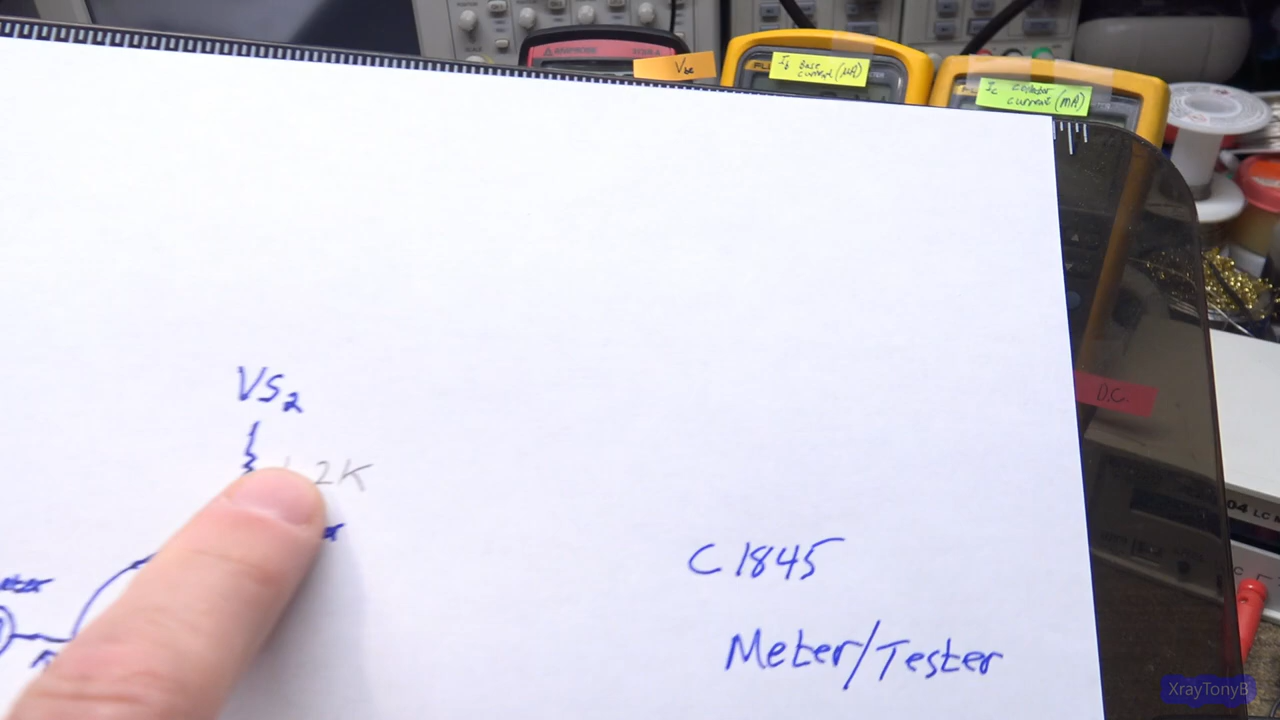 Vbe
Ib Base
current (µA)
Ic Collector
current (mA)
VS2
2K
C1845
Meter/Tester
D.C.
XrayTonyB